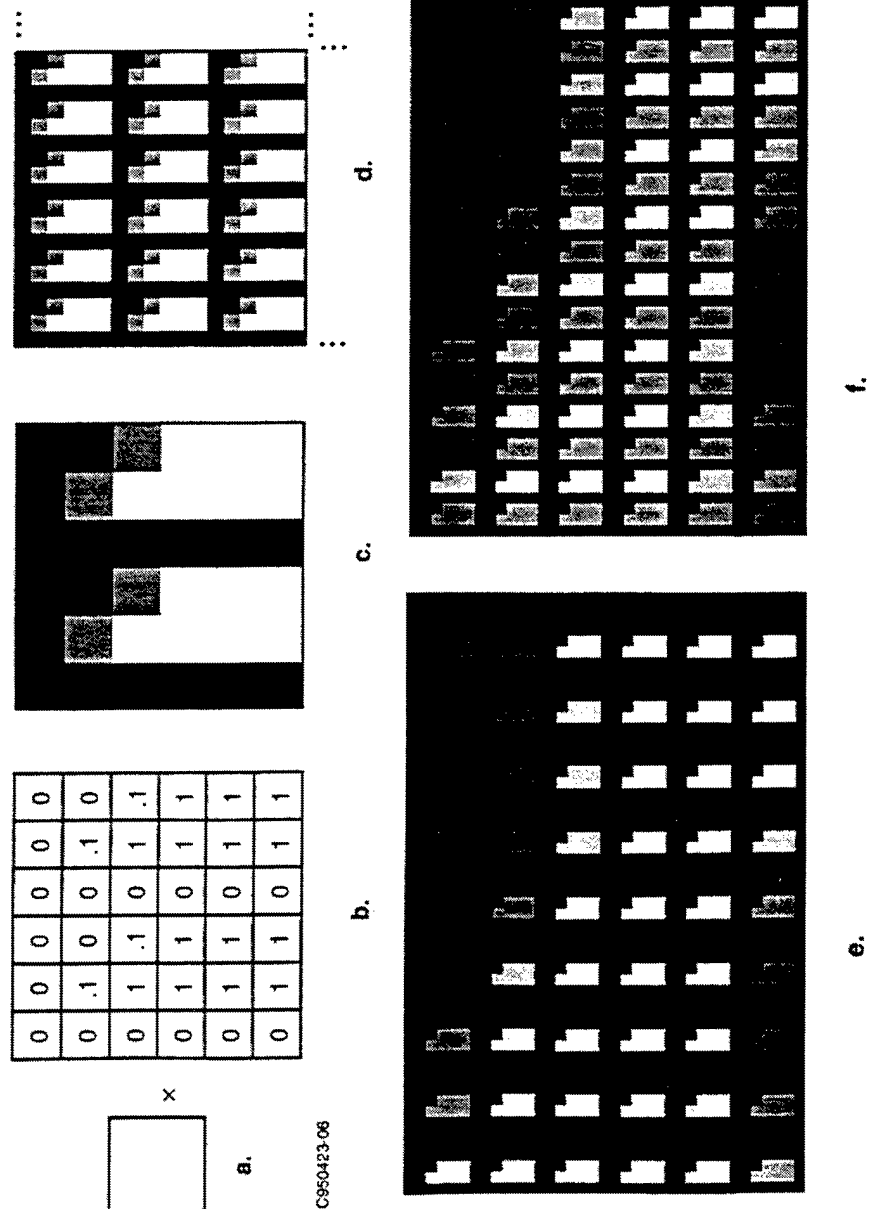 ×
0 0 0 0 0 0
0 .1 0 0 .1 0
0 1 .1 0 1 .1
0 1 1 0 1 1
0 1 1 0 1 1
0 1 1 0 1 1
...
...
...
...
a.
b.
c.
d.
C950423-06
e.
f.